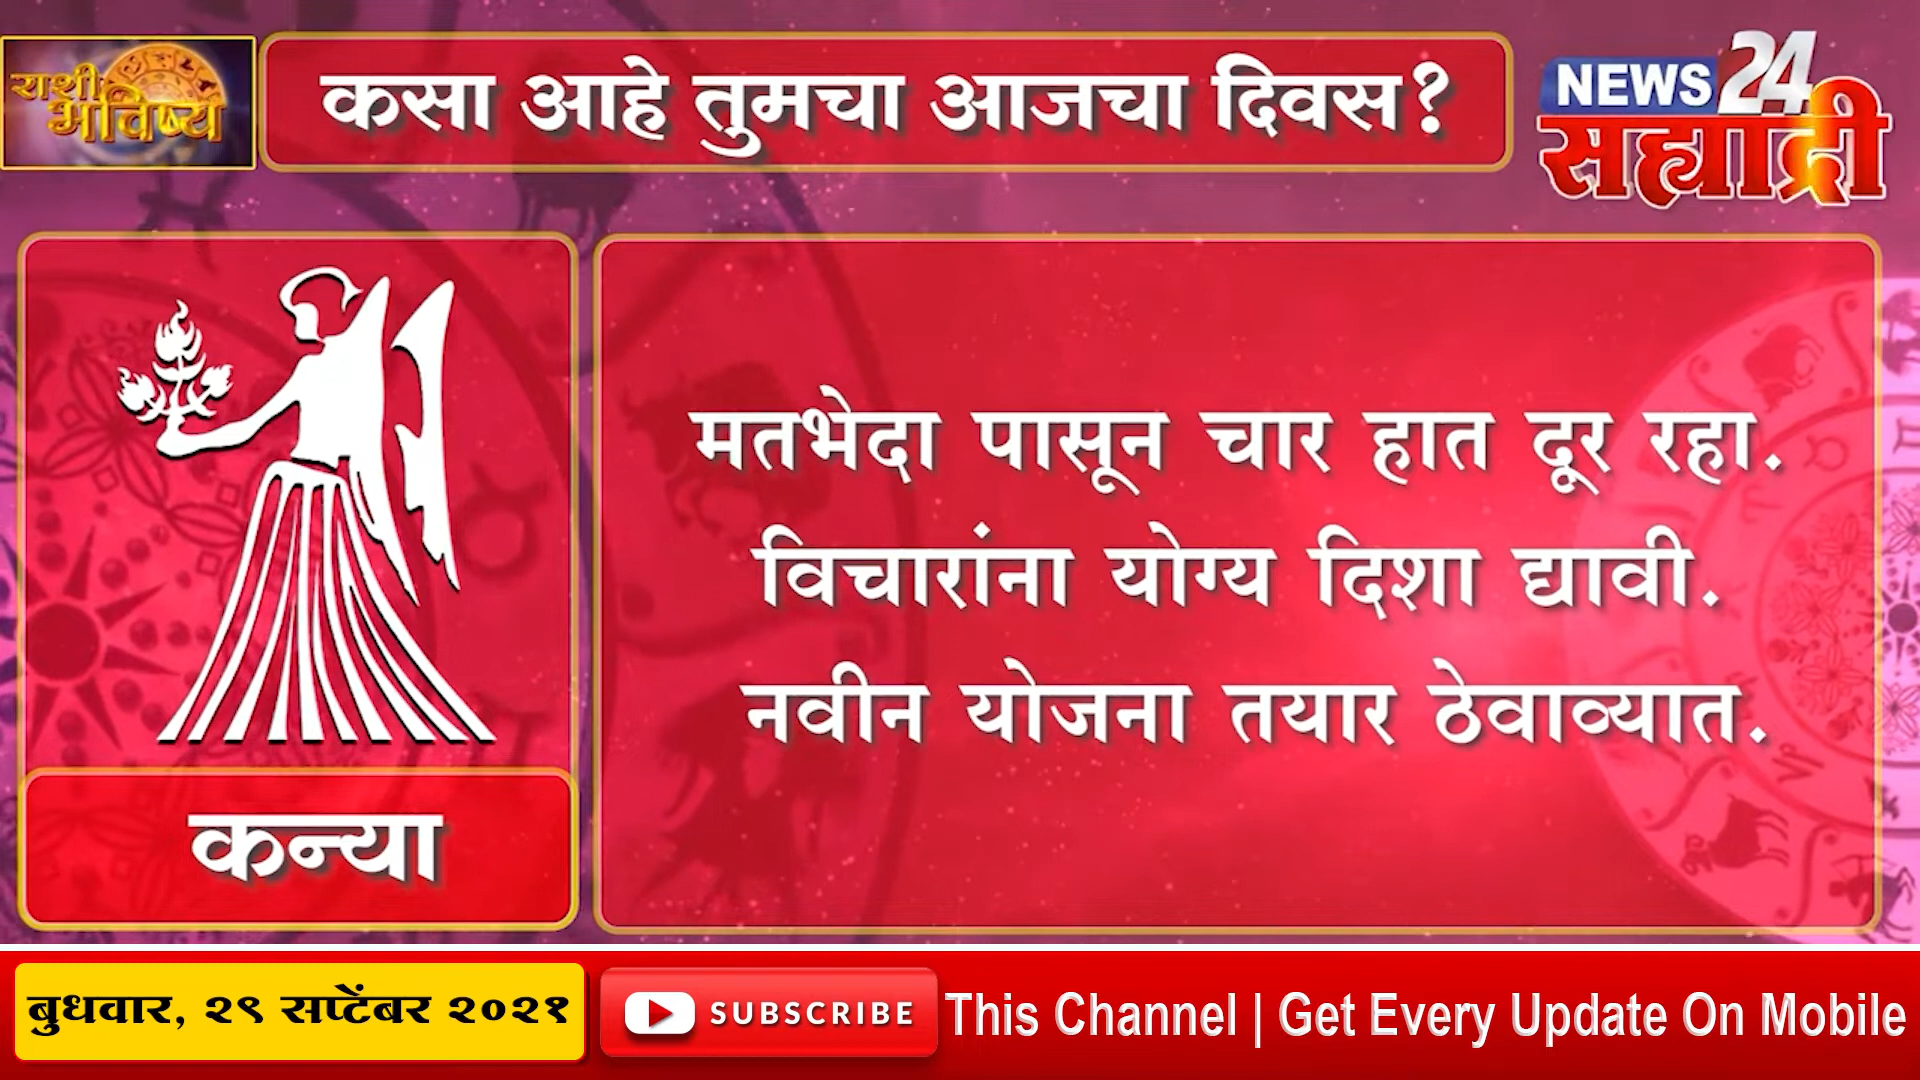 राशी
भविष्य
कसा आहे तुमचा आजचा दिवस?
NEWS 24
सह्याद्री
मतभेदा पासून चार हात दूर रहा.
विचारांना योग्य दिशा द्यावी.
नवीन योजना तयार ठेवाव्यात.
कन्या
बुधवार, २९ सप्टेंबर २०२१
SUBSCRIBE
This Channel | Get Every Update On Mobile